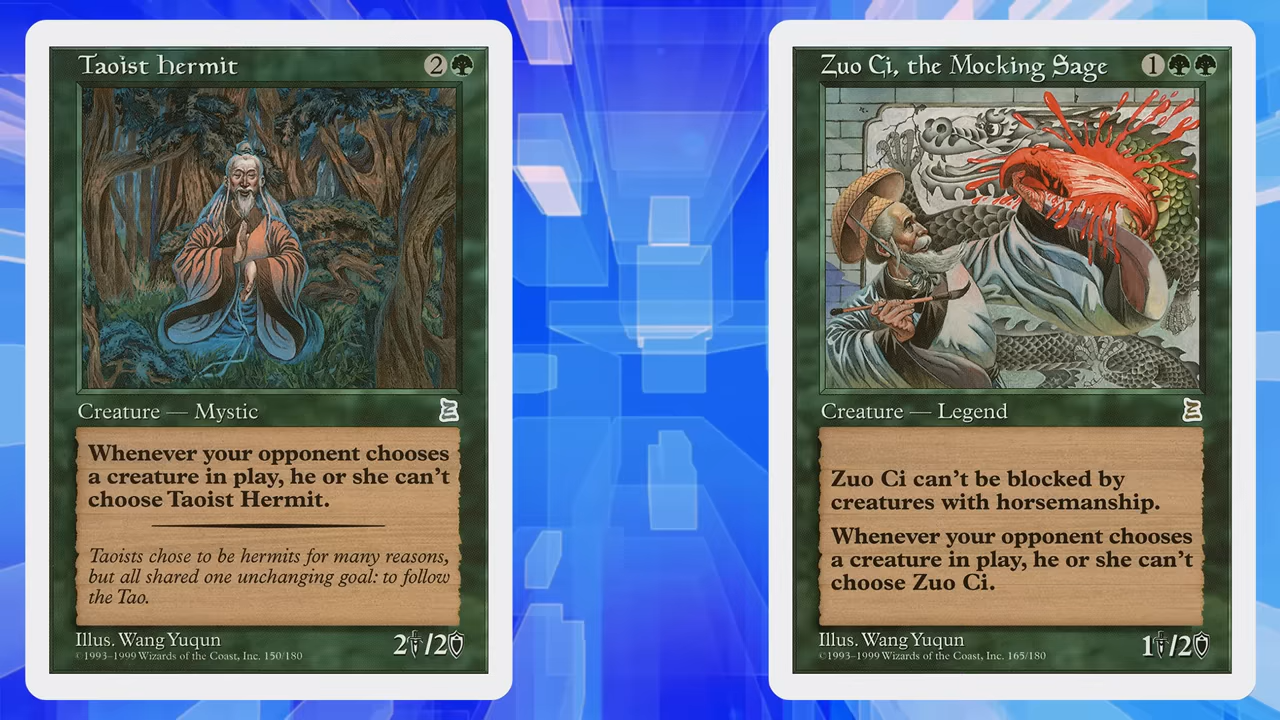 Taoist Hermit 2
Creature — Mystic
Whenever your opponent chooses
a creature in play, he or she can't
choose Taoist Hermit.
Taoists chose to be hermits for many reasons,
but all shared one unchanging goal: to follow
the Tao.
Illus. Wang Yuqun
©1993–1999 Wizards of the Coast, Inc. 150/180
2/2
Zuo Ci, the Mocking Sage 1
Creature — Legend
Zuo Ci can't be blocked by
creatures with horsemanship.
Whenever your opponent chooses
a creature in play, he or she can't
choose Zuo Ci.
Illus. Wang Yuqun
©1993–1999 Wizards of the Coast, Inc. 165/180
1/2